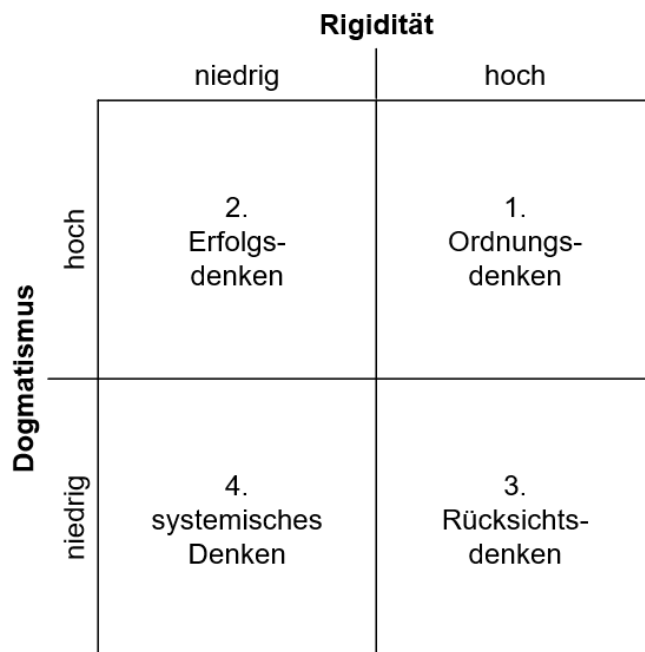 Rigidität
niedrig
hoch
Dogmatismus
hoch
2.
Erfolgs-
denken
1.
Ordnungs-
denken
niedrig
4.
systemisches
Denken
3.
Rücksichts-
denken